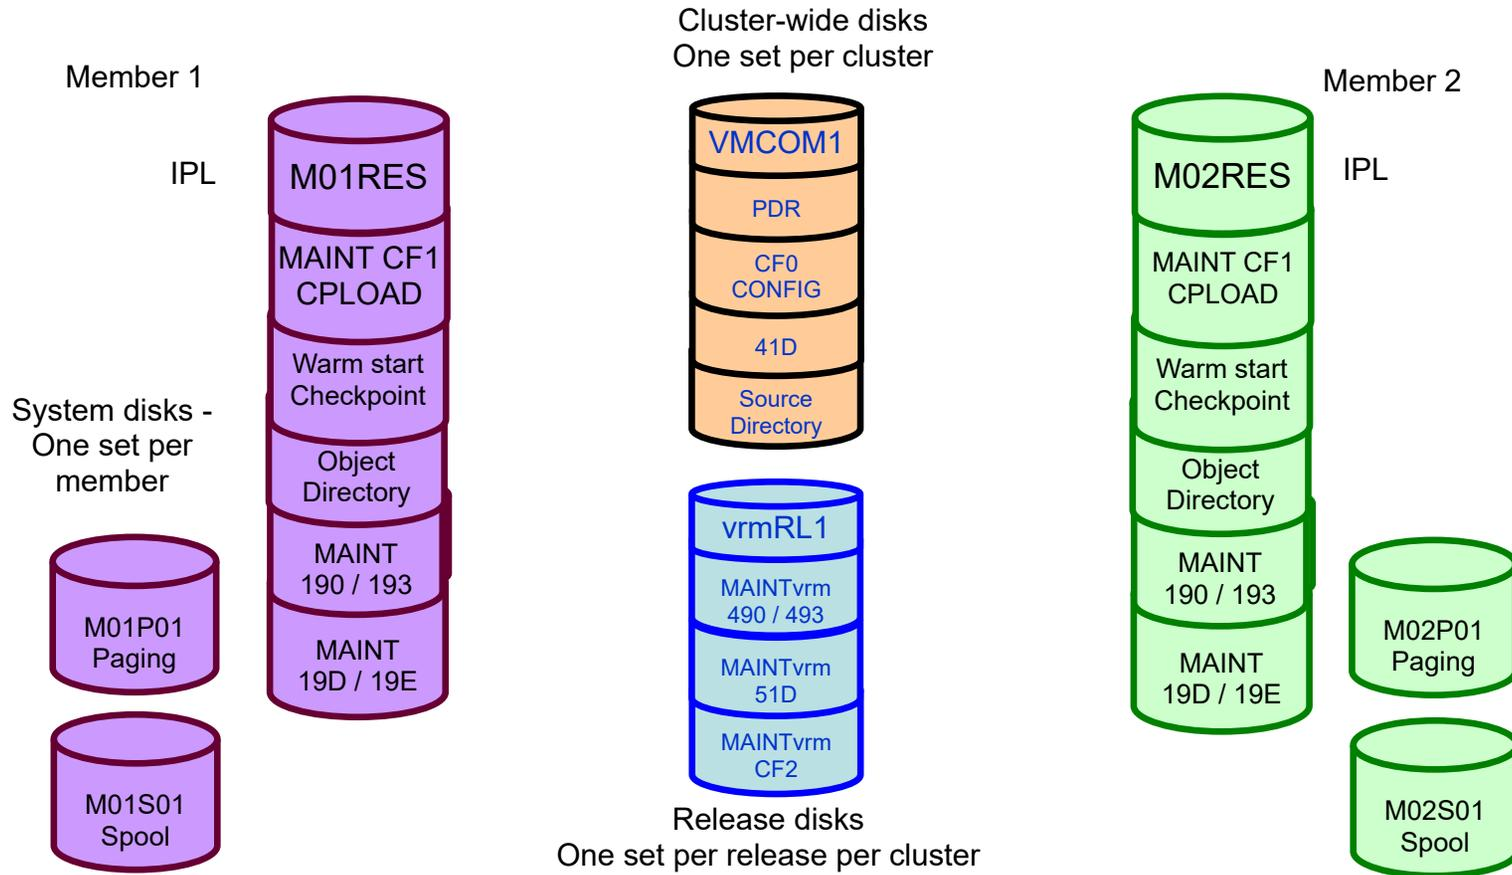 Cluster-wide disks
One set per cluster
Member 1
Member 2
IPL
M01RES
MAINT CF1
CPLOAD
Warm start
Checkpoint
Object
Directory
MAINT
190 / 193
MAINT
19D / 19E
System disks -
One set per
member
M01P01
Paging
M01S01
Spool
VMCOM1
PDR
CF0
CONFIG
41D
Source
Directory
vrmRL1
MAINTvrm
490 / 493
MAINTvrm
51D
MAINTvrm
CF2
Release disks
One set per release per cluster
M02RES
IPL
MAINT CF1
CPLOAD
Warm start
Checkpoint
Object
Directory
MAINT
190 / 193
MAINT
19D / 19E
M02P01
Paging
M02S01
Spool